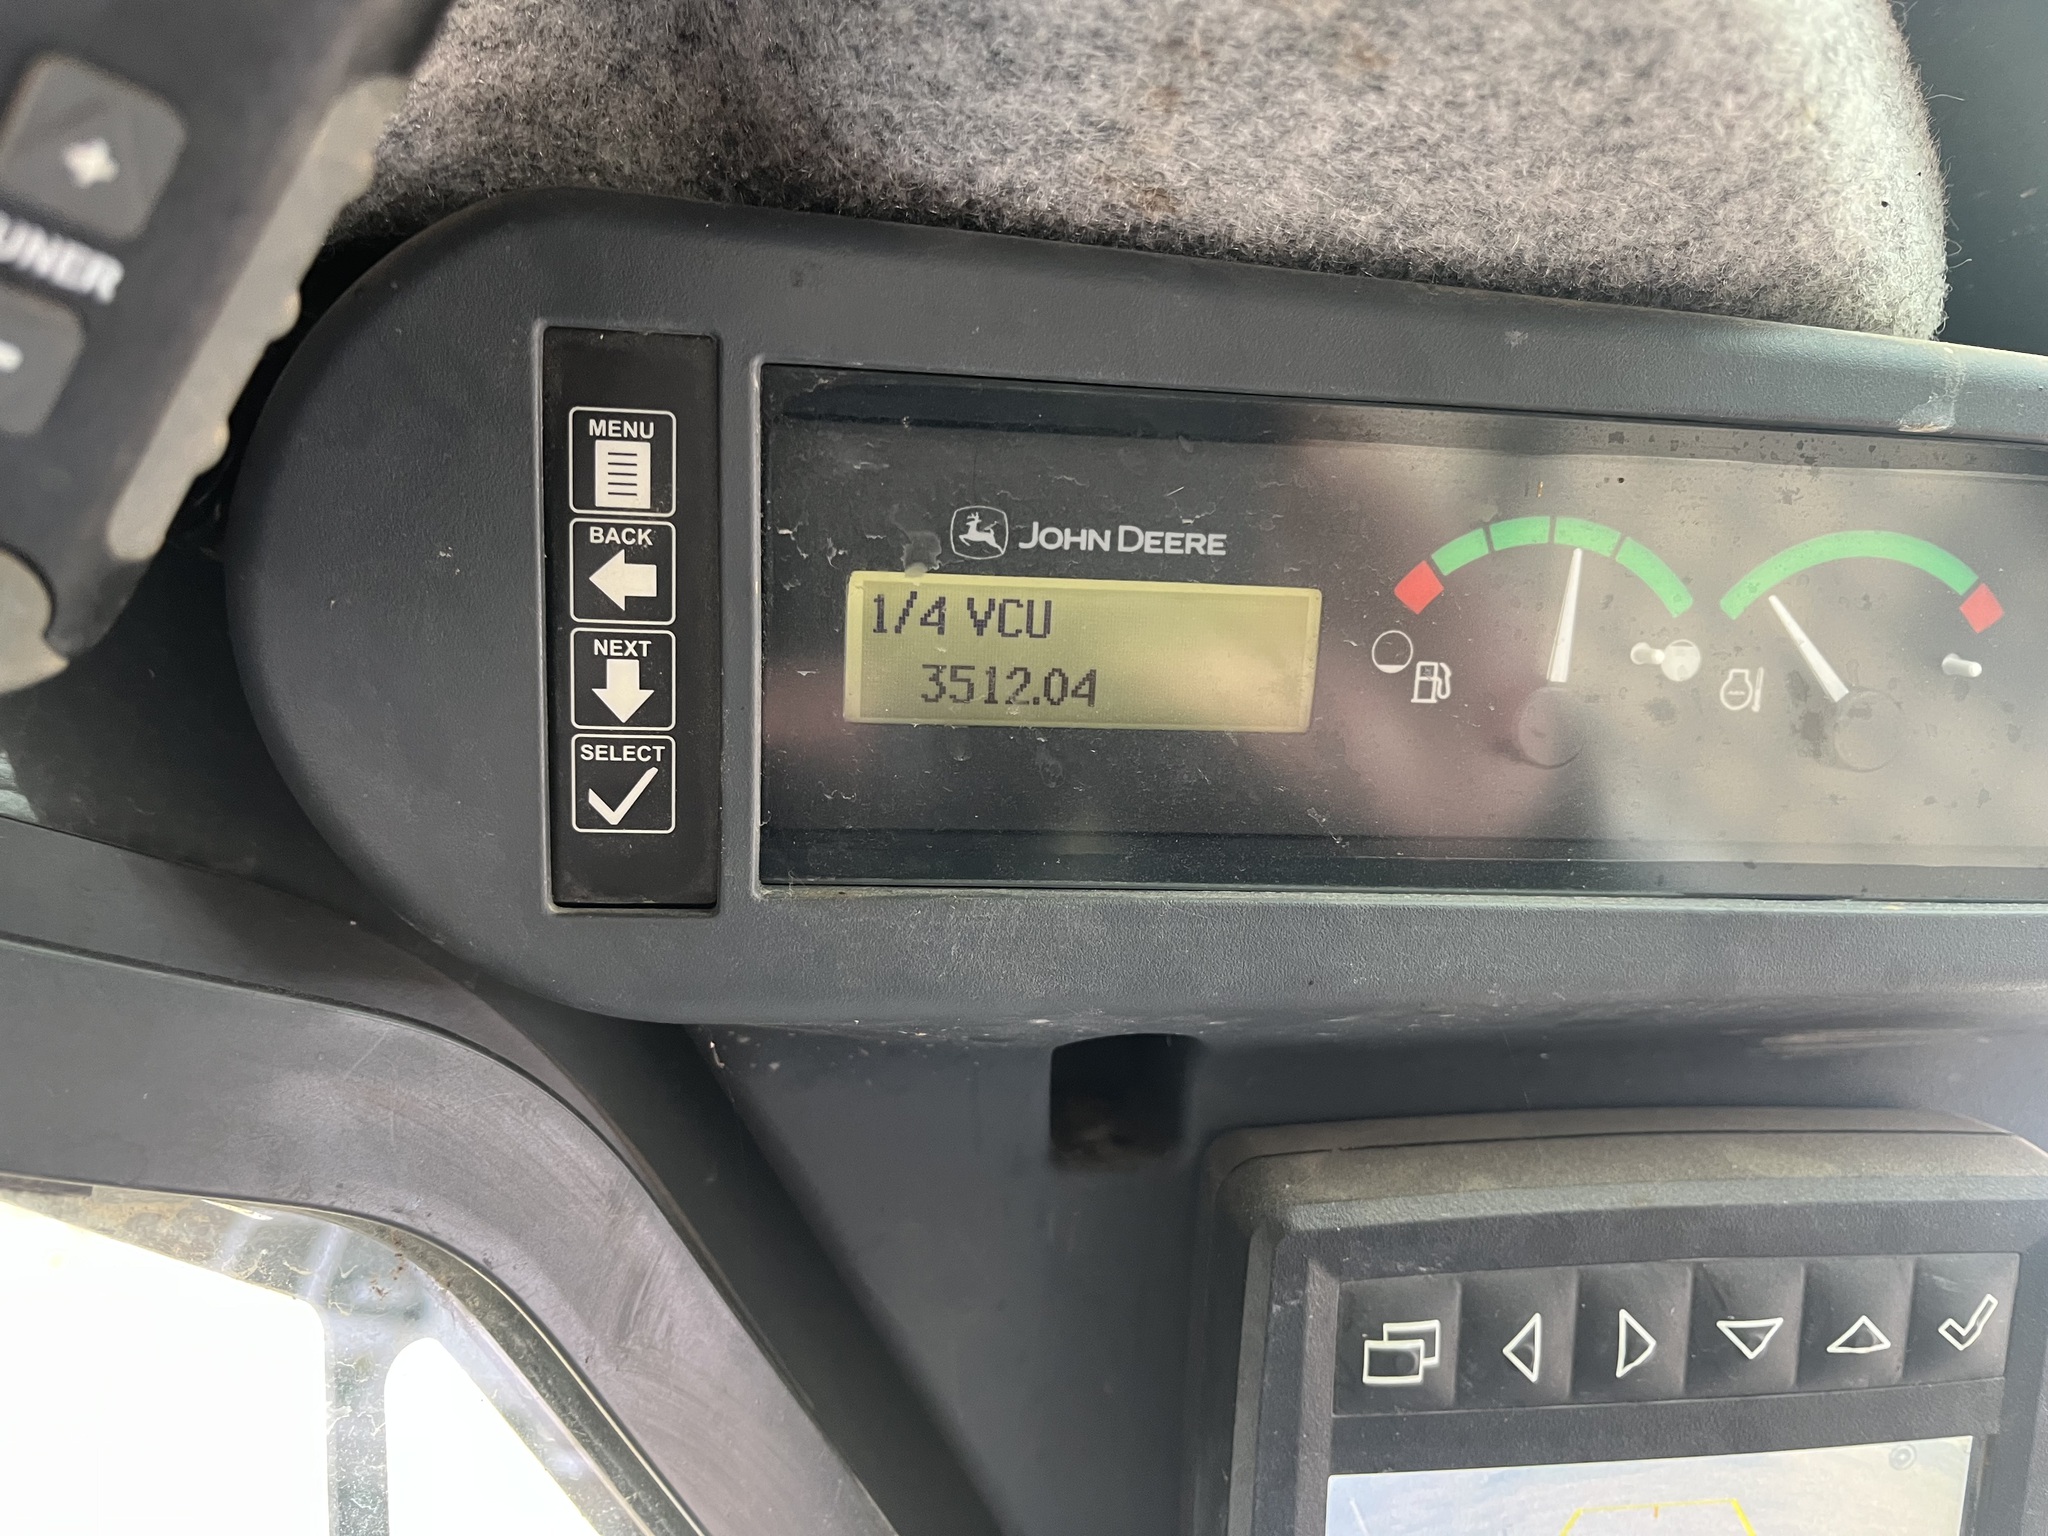 MENU
BACK
NEXT
SELECT
JOHN DEERE
1/4 VCU
3512.04